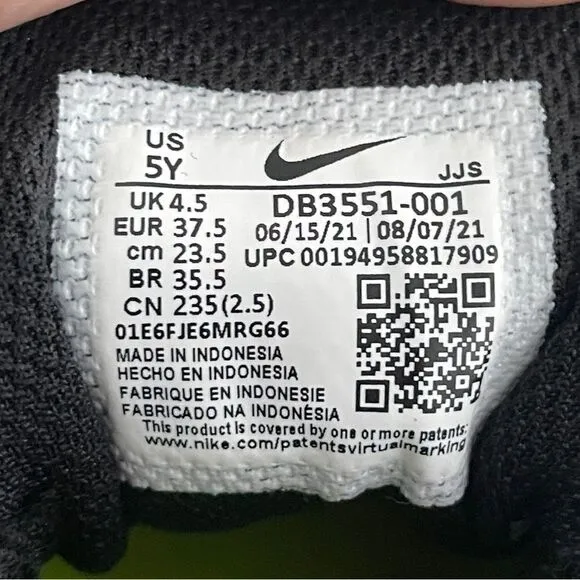 US
5Y
JJS
UK 4.5
EUR 37.5
cm 23.5
BR 35.5
CN 235(2.5)
DB3551-001
06/15/21 | 08/07/21
UPC 00194958817909
01E6FJE6MRG66
MADE IN INDONESIA
HECHO EN INDONESIA
FABRIQUE EN INDONESIE
FABRICADO NA INDONÉSIA
This product is covered by one or more patents:
www.nike.com/patentsvirtualmarking